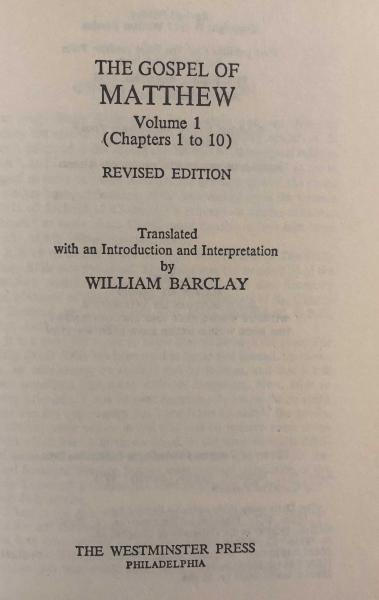 THE GOSPEL OF
MATTHEW
Volume 1
(Chapters 1 to 10)
REVISED EDITION
Translated
with an Introduction and Interpretation
by
WILLIAM BARCLAY
THE WESTMINSTER PRESS
PHILADELPHIA